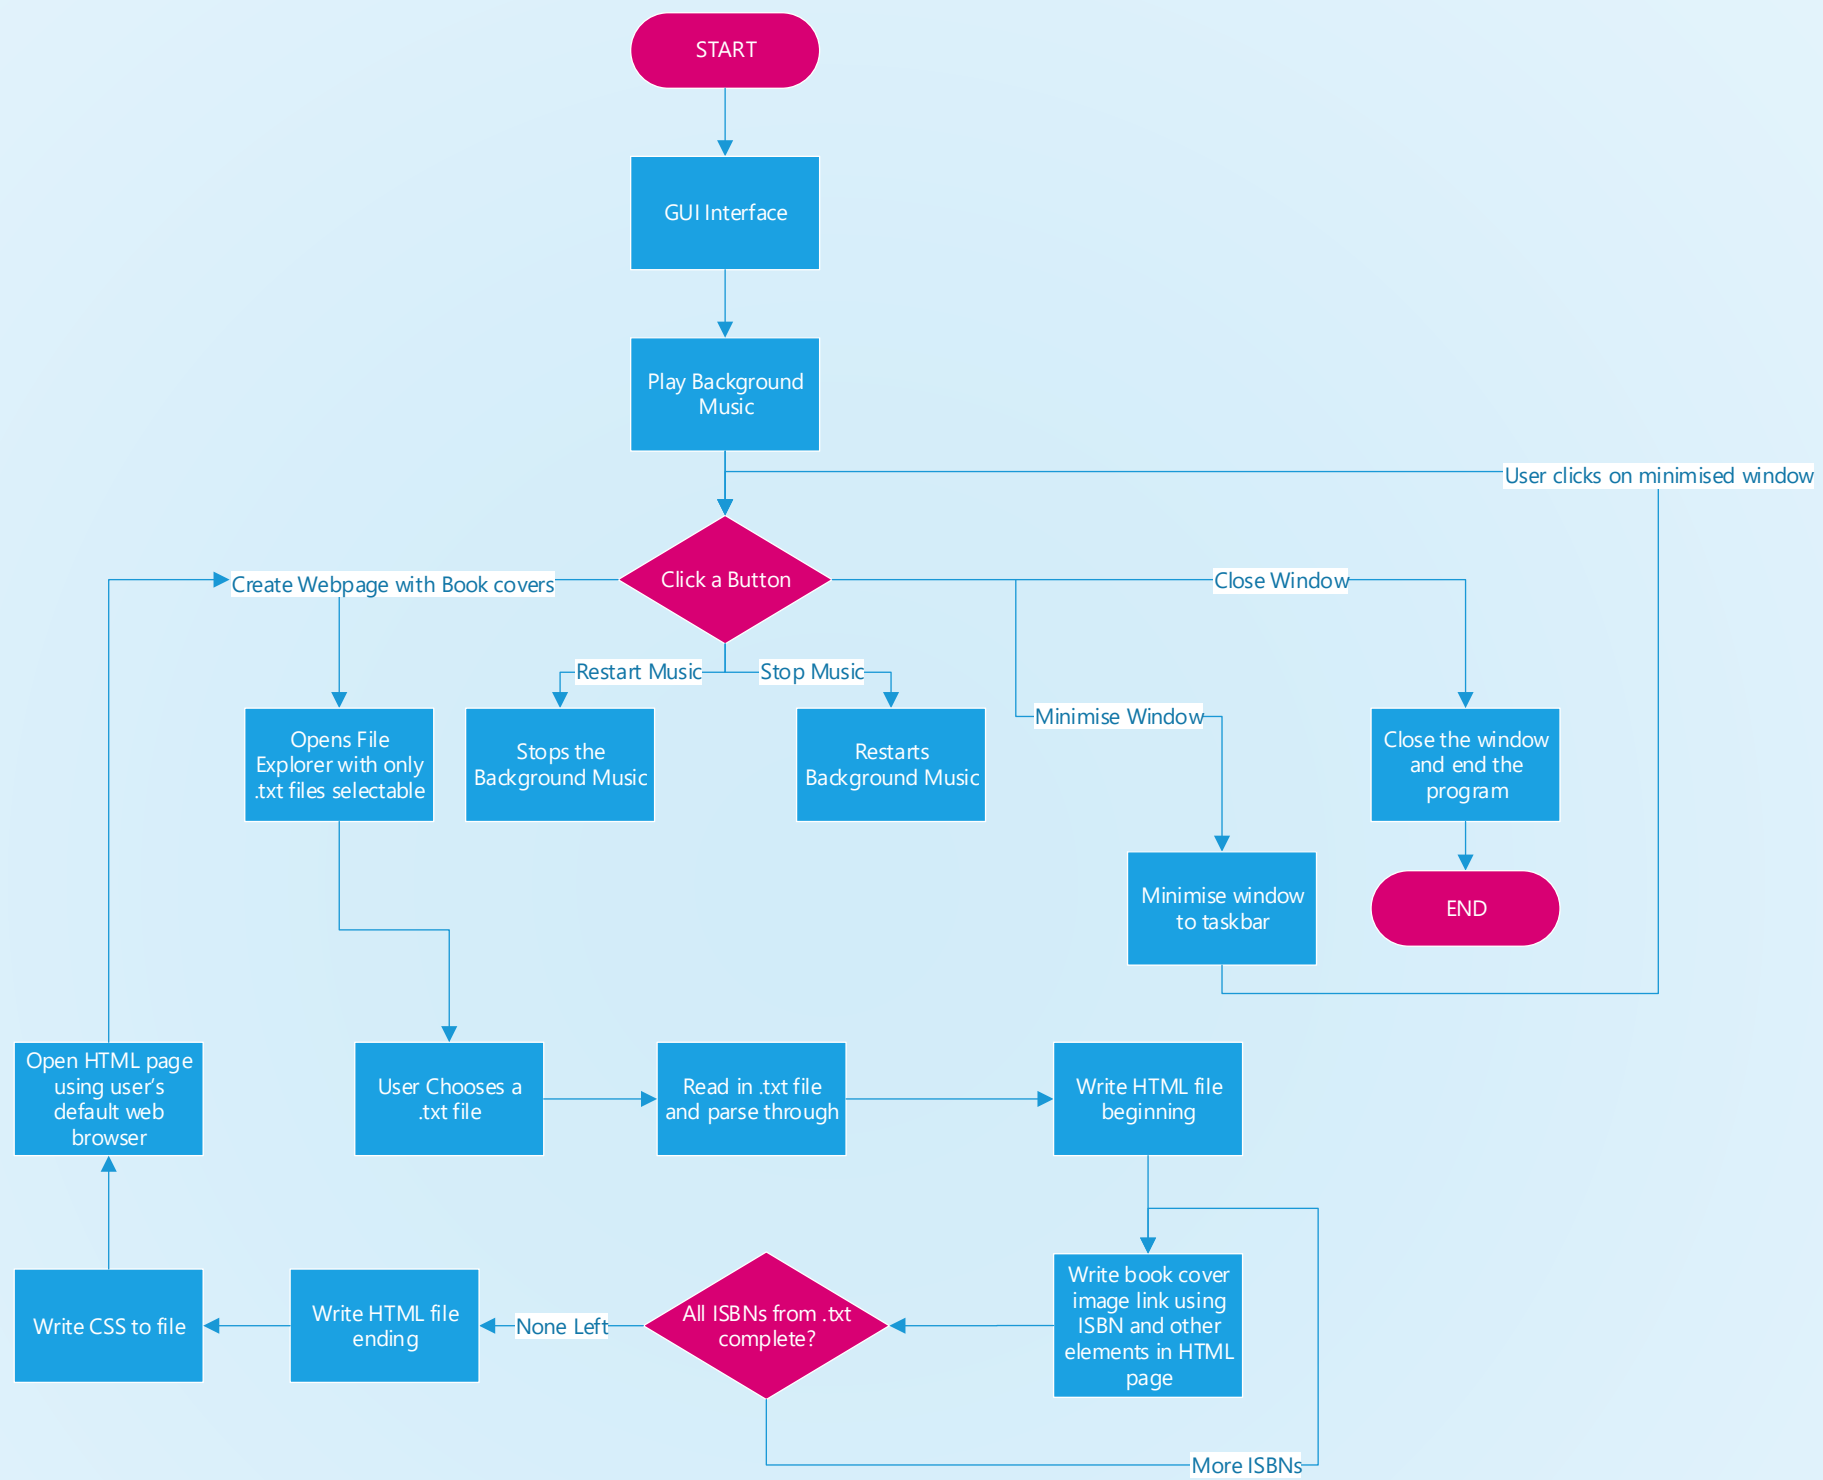 START
GUI Interface
Play Background
Music
User clicks on minimised window
Click a Button
Create Webpage with Book covers
Close Window
Restart Music
Stop Music
Minimise Window
Opens File
Explorer with only
.txt files selectable
Stops the
Background Music
Restarts
Background Music
Close the window
and end the
program
Minimise window
to taskbar
END
Open HTML page
using user’s
default web
browser
User Chooses a
.txt file
Read in .txt file
and parse through
Write HTML file
beginning
Write CSS to file
Write HTML file
ending
None Left
All ISBNs from .txt
complete?
Write book cover
image link using
ISBN and other
elements in HTML
page
More ISBNs